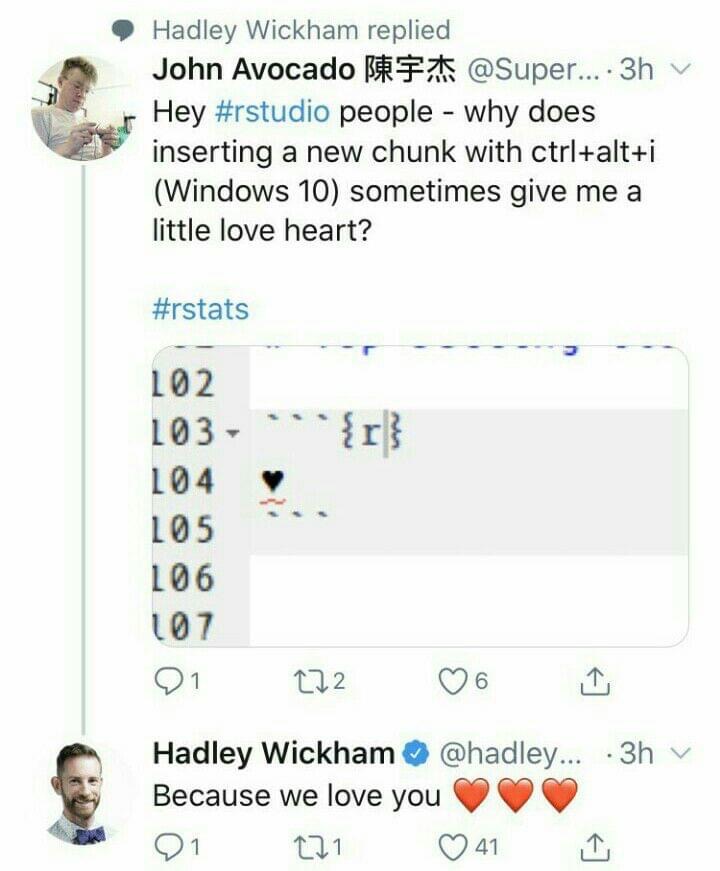 Hadley Wickham replied
John Avocado 陳宇杰 @Super... · 3h
Hey #rstudio people - why does
inserting a new chunk with ctrl+alt+i
(Windows 10) sometimes give me a
little love heart?
#rstats
102
103 ```{r}
104 ♥
105 ```
106
107
1 2 6
Hadley Wickham @hadley... · 3h
Because we love you ❤️❤️❤️
1 1 41